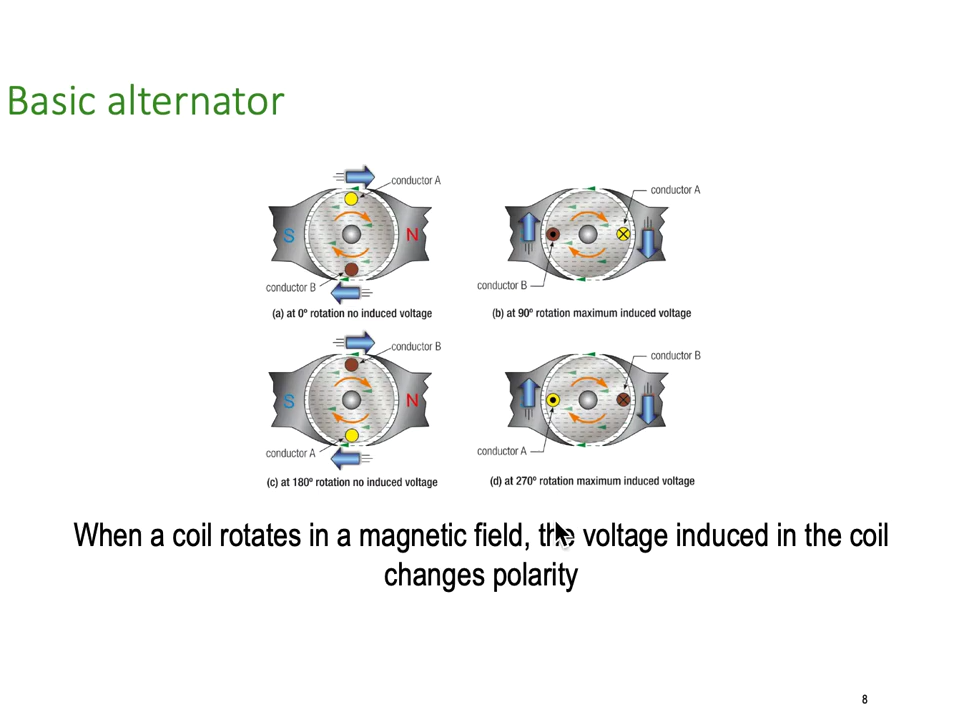 Basic alternator
conductor A
S
N
conductor B
(a) at 0º rotation no induced voltage
conductor A
conductor B
(b) at 90º rotation maximum induced voltage
conductor B
S
N
conductor A
(c) at 180º rotation no induced voltage
conductor B
conductor A
(d) at 270º rotation maximum induced voltage
When a coil rotates in a magnetic field, the voltage induced in the coil
changes polarity
8